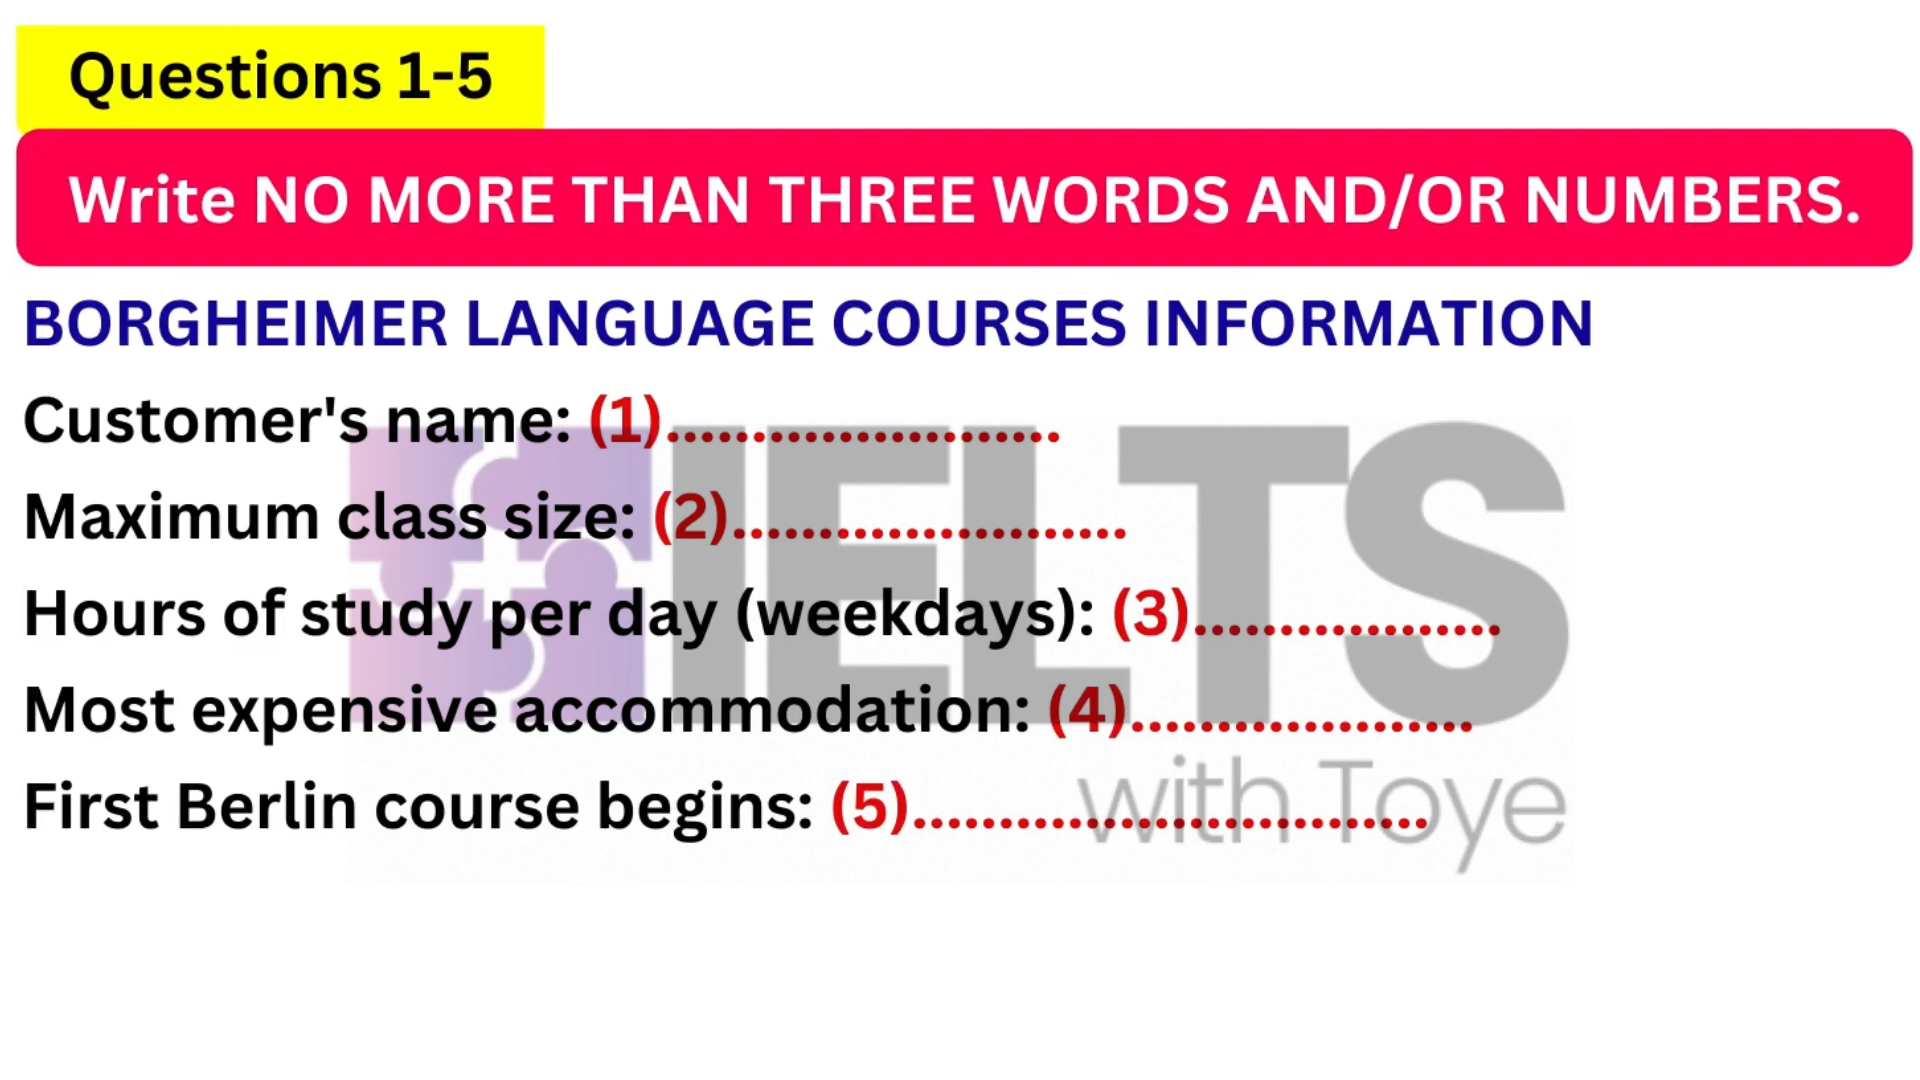 Questions 1-5
Write NO MORE THAN THREE WORDS AND/OR NUMBERS.
BORGHEIMER LANGUAGE COURSES INFORMATION
Customer's name: (1).......................
Maximum class size: (2).......................
Hours of study per day (weekdays): (3)..................
Most expensive accommodation: (4)....................
First Berlin course begins: (5)..............................
IELTS
with Toye